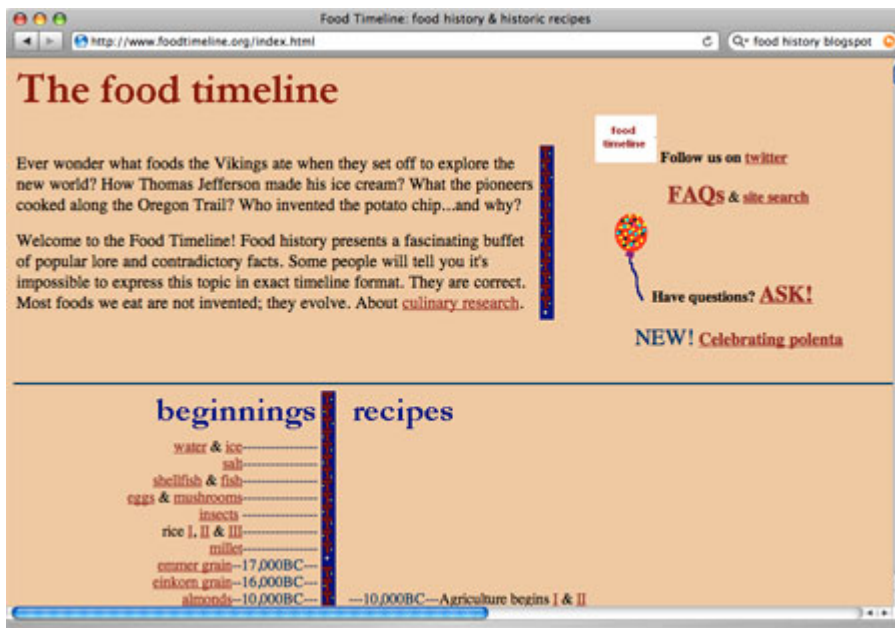 Food Timeline: food history & historic recipes
http://www.foodtimeline.org/index.html
food history blogspot
The food timeline
food
timeline
Follow us on twitter
FAQs & site search
Ever wonder what foods the Vikings ate when they set off to explore the
new world? How Thomas Jefferson made his ice cream? What the pioneers
cooked along the Oregon Trail? Who invented the potato chip...and why?
Welcome to the Food Timeline! Food history presents a fascinating buffet
of popular lore and contradictory facts. Some people will tell you it's
impossible to express this topic in exact timeline format. They are correct.
Most foods we eat are not invented; they evolve. About culinary research.
Have questions? ASK!
NEW! Celebrating polenta
beginnings recipes
water & ice----------------
salt----------------
shellfish & fish----------------
eggs & mushrooms----------------
insects ----------------
rice I, II & III----------------
millet----------------
emmer grain--17,000BC---
einkorn grain--16,000BC---
almonds--10,000BC--- ---10,000BC---Agriculture begins I & II